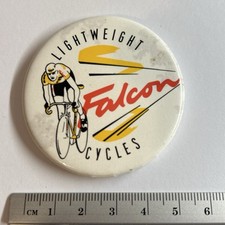 LIGHTWEIGHT
Falcon
CYCLES
CM 1 2 3 4 5 6